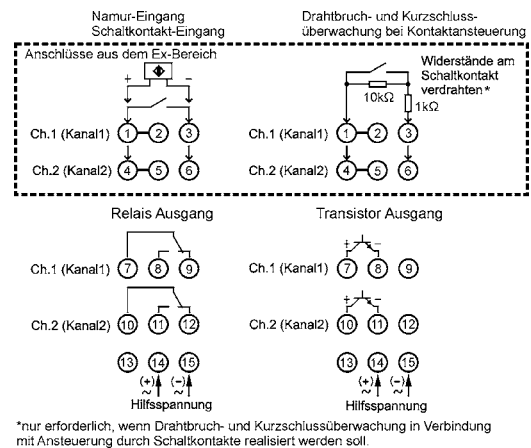 Namur-Eingang
Schaltkontakt-Eingang
Drahtbruch- und Kurzschluss-
überwachung bei Kontaktansteuerung
Anschlüsse aus dem Ex-Bereich
+ −
Widerstände am
Schaltkontakt
verdrahten*
10kΩ
1kΩ
Ch.1 (Kanal1) 1 2 3
Ch.2 (Kanal2) 4 5 6
Ch.1 (Kanal1) 1 2 3
Ch.2 (Kanal2) 4 5 6
Relais Ausgang
Ch.1 (Kanal1) 7 8 9
Ch.2 (Kanal2) 10 11 12
13 14 15
(+) (−)
~ ~
Hilfsspannung
Transistor Ausgang
+ −
Ch.1 (Kanal1) 7 8 9
+ −
Ch.2 (Kanal2) 10 11 12
13 14 15
(+) (−)
~ ~
Hilfsspannung
*nur erforderlich, wenn Drahtbruch- und Kurzschlussüberwachung in Verbindung
mit Ansteuerung durch Schaltkontakte realisiert werden soll.